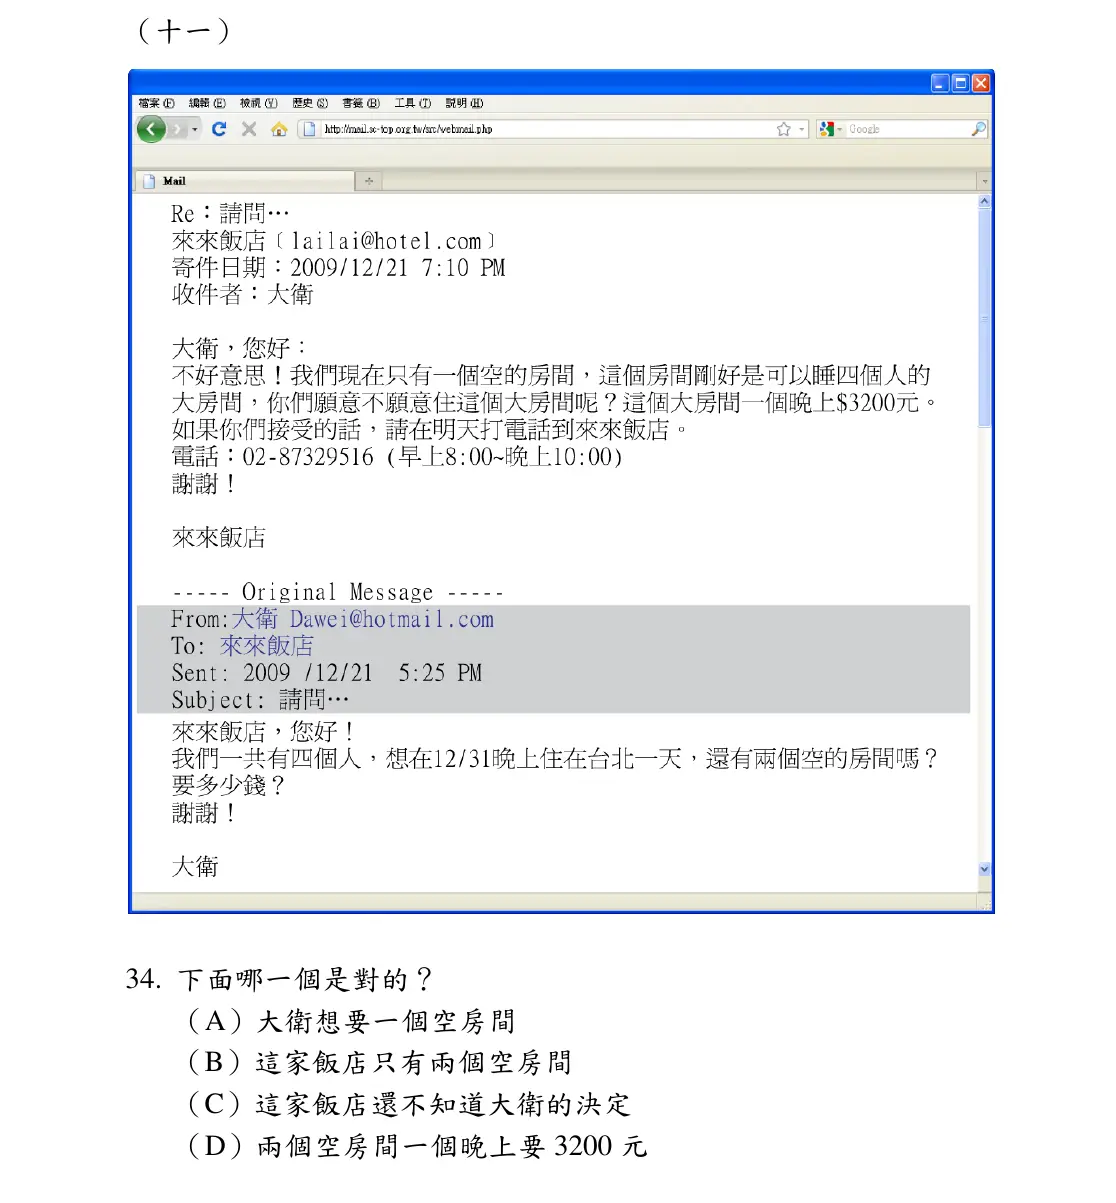 （十一）
檔案(F) 編輯(E) 檢視(V) 歷史(S) 書籤(B) 工具(T) 說明(H)
http://mail.sc-top.org.tw/src/webmail.php
Google
Mail
Re：請問…
來來飯店﹝lailai@hotel.com﹞
寄件日期：2009/12/21 7:10 PM
收件者：大衛
大衛，您好：
不好意思！我們現在只有一個空的房間，這個房間剛好是可以睡四個人的
大房間，你們願意不願意住這個大房間呢？這個大房間一個晚上$3200元。
如果你們接受的話，請在明天打電話到來來飯店。
電話：02-87329516 (早上8:00~晚上10:00)
謝謝！
來來飯店
----- Original Message -----
From:大衛 Dawei@hotmail.com
To: 來來飯店
Sent: 2009 /12/21 5:25 PM
Subject: 請問…
來來飯店，您好！
我們一共有四個人，想在12/31晚上住在台北一天，還有兩個空的房間嗎？
要多少錢？
謝謝！
大衛
34. 下面哪一個是對的？
（A）大衛想要一個空房間
（B）這家飯店只有兩個空房間
（C）這家飯店還不知道大衛的決定
（D）兩個空房間一個晚上要 3200 元